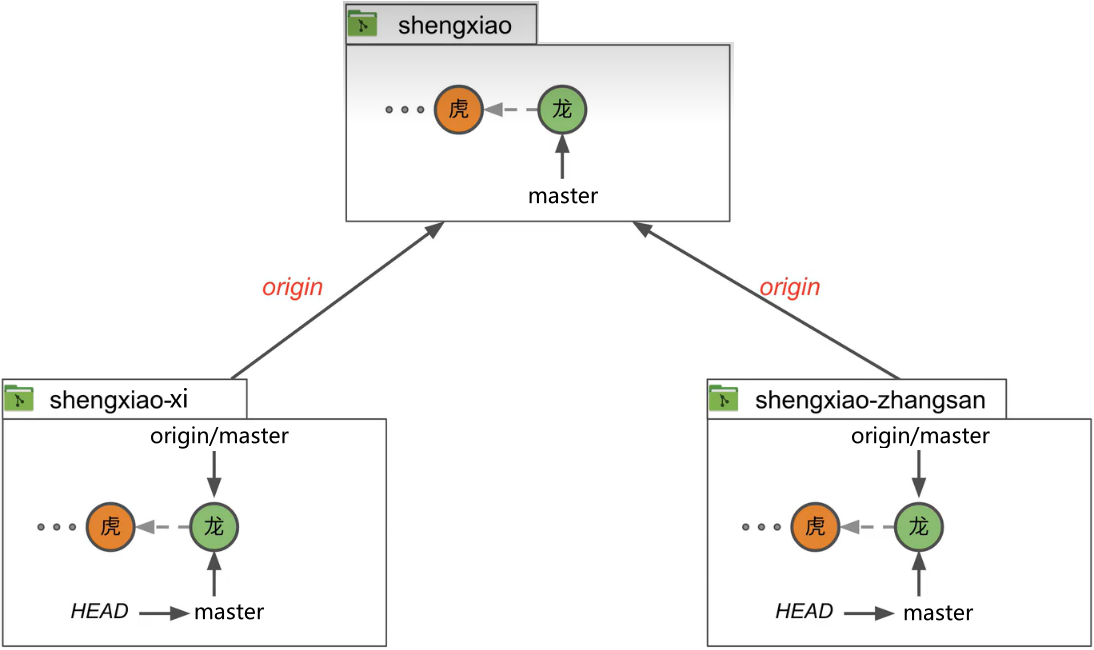 shengxiao
虎 龙
master
origin origin
shengxiao-xi
origin/master
虎 龙
HEAD master
shengxiao-zhangsan
origin/master
虎 龙
HEAD master